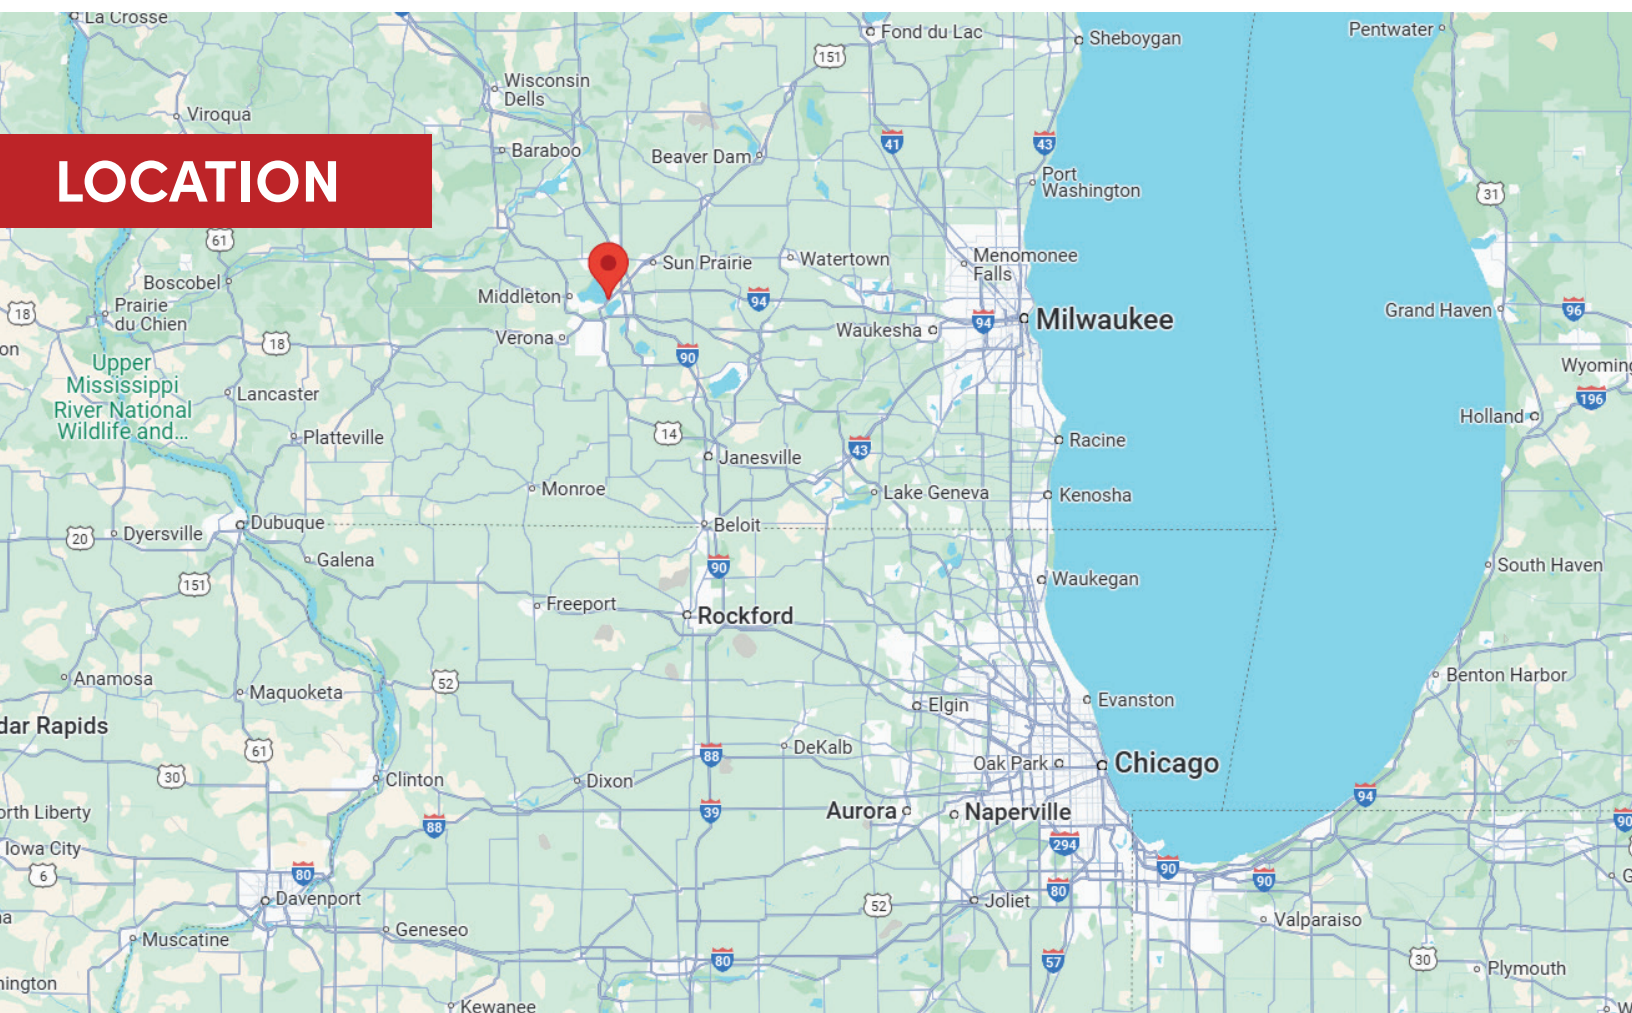 La Crosse
Fond du Lac
Sheboygan
Pentwater
151
Wisconsin
Dells
Viroqua
Baraboo
Beaver Dam
41
43
Port
Washington
LOCATION
31
61
Sun Prairie
Watertown
Menomonee
Falls
Boscobel
Middleton
94
Prairie
du Chien
18
Grand Haven
96
Waukesha
94
Milwaukee
Verona
18
on
90
Upper
Mississippi
River National
Wildlife and...
Wyoming
Lancaster
196
Holland
Platteville
14
43
Racine
Janesville
Monroe
Lake Geneva
Kenosha
Dubuque
Beloit
20
Dyersville
Galena
90
South Haven
151
Waukegan
Freeport
Rockford
Anamosa
52
Benton Harbor
Maquoketa
Elgin
Evanston
dar Rapids
61
88
DeKalb
Oak Park
Chicago
30
Clinton
Dixon
94
orth Liberty
88
39
Aurora
Naperville
90
Iowa City
294
6
80
90
90
80
Davenport
52
Joliet
Valparaiso
Muscatine
Geneseo
80
57
30
Plymouth
hington
Kewanee